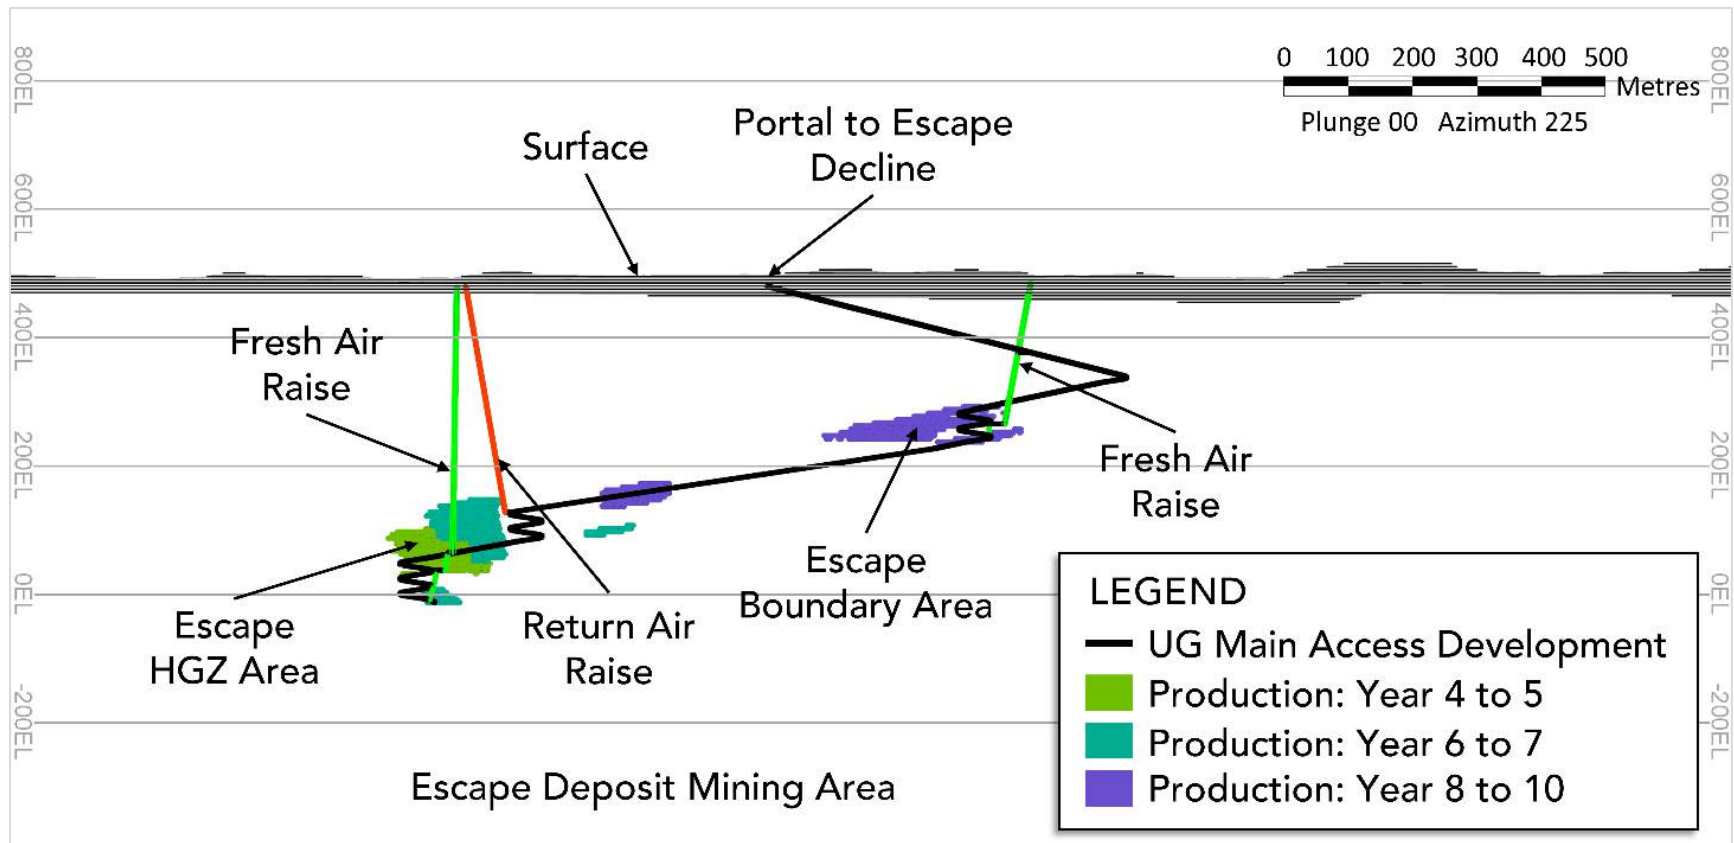 0 100 200 300 400 500
Metres
Plunge 00 Azimuth 225
800EL
800EL
Portal to Escape
Decline
Surface
600EL
600EL
400EL
400EL
Fresh Air
Raise
200EL
200EL
Fresh Air
Raise
Escape
Boundary Area
0EL
0EL
Escape
HGZ Area
Return Air
Raise
-200EL
-200EL
Escape Deposit Mining Area
LEGEND
UG Main Access Development
Production: Year 4 to 5
Production: Year 6 to 7
Production: Year 8 to 10